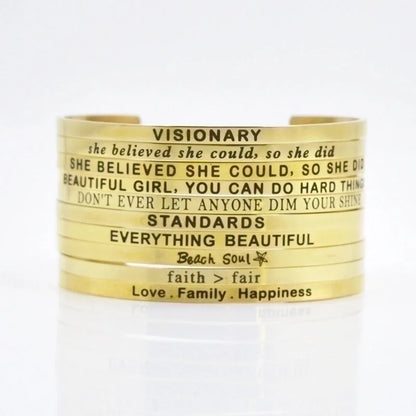 VISIONARY
she believed she could, so she did
SHE BELIEVED SHE COULD, SO SHE DID
BEAUTIFUL GIRL, YOU CAN DO HARD THINGS
DON'T EVER LET ANYONE DIM YOUR SHINE
STANDARDS
EVERYTHING BEAUTIFUL
Beach Soul
faith > fair
Love . Family . Happiness